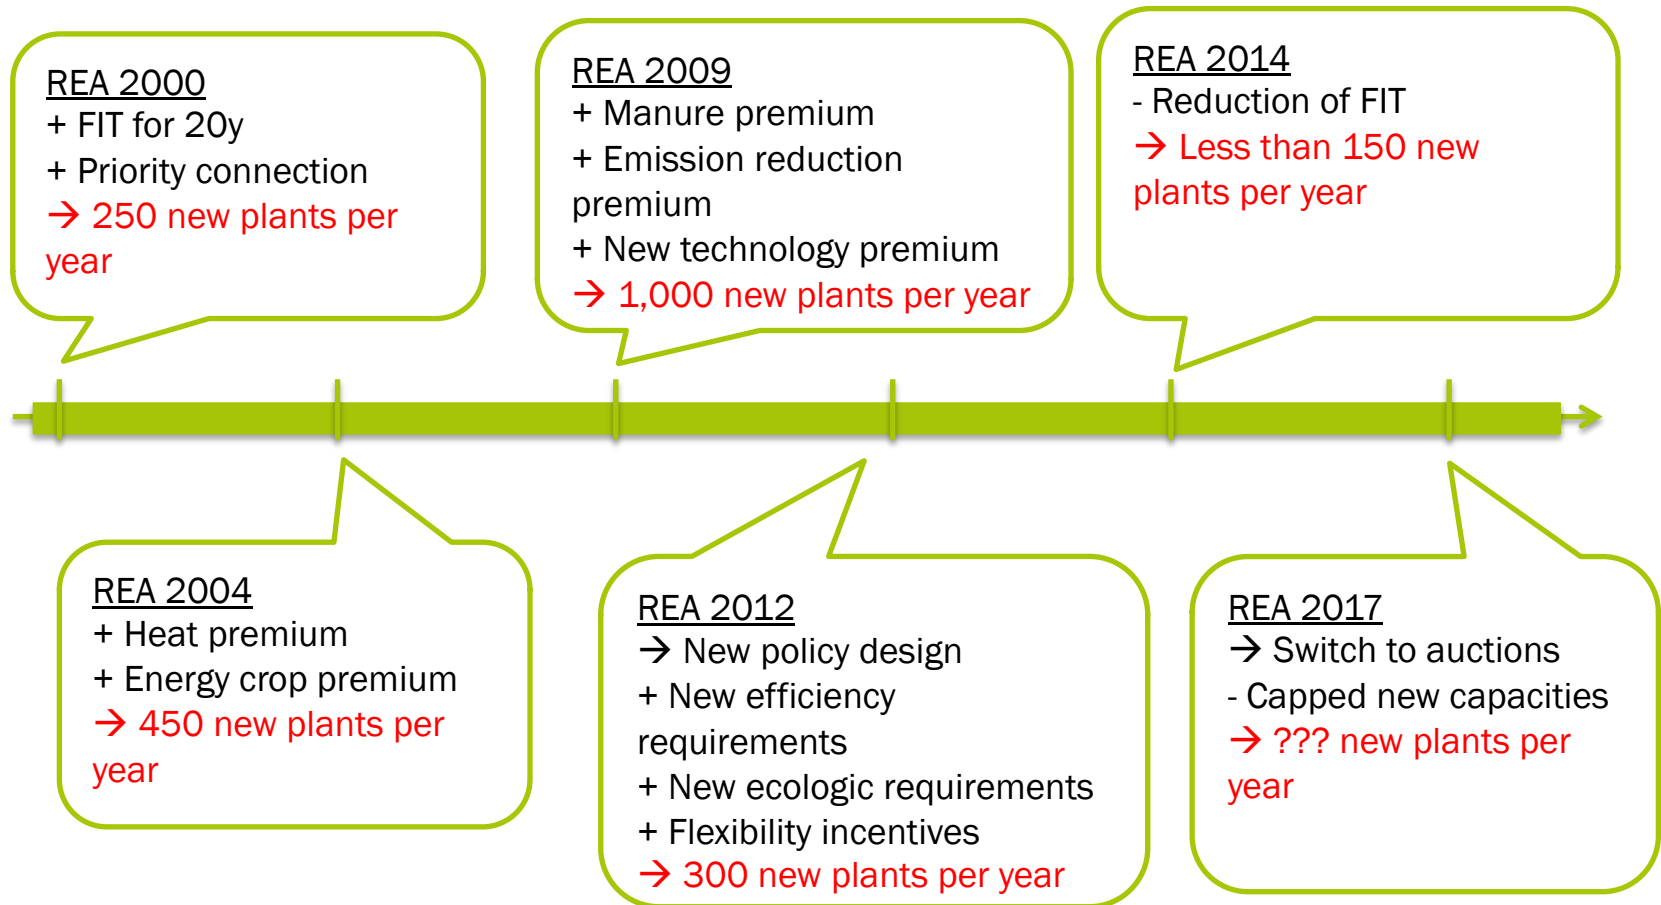 REA 2000
+ FIT for 20y
+ Priority connection
→ 250 new plants per
year
REA 2009
+ Manure premium
+ Emission reduction
premium
+ New technology premium
→ 1,000 new plants per year
REA 2014
- Reduction of FIT
→ Less than 150 new
plants per year
REA 2004
+ Heat premium
+ Energy crop premium
→ 450 new plants per
year
REA 2012
→ New policy design
+ New efficiency
requirements
+ New ecologic requirements
+ Flexibility incentives
→ 300 new plants per year
REA 2017
→ Switch to auctions
- Capped new capacities
→ ??? new plants per
year